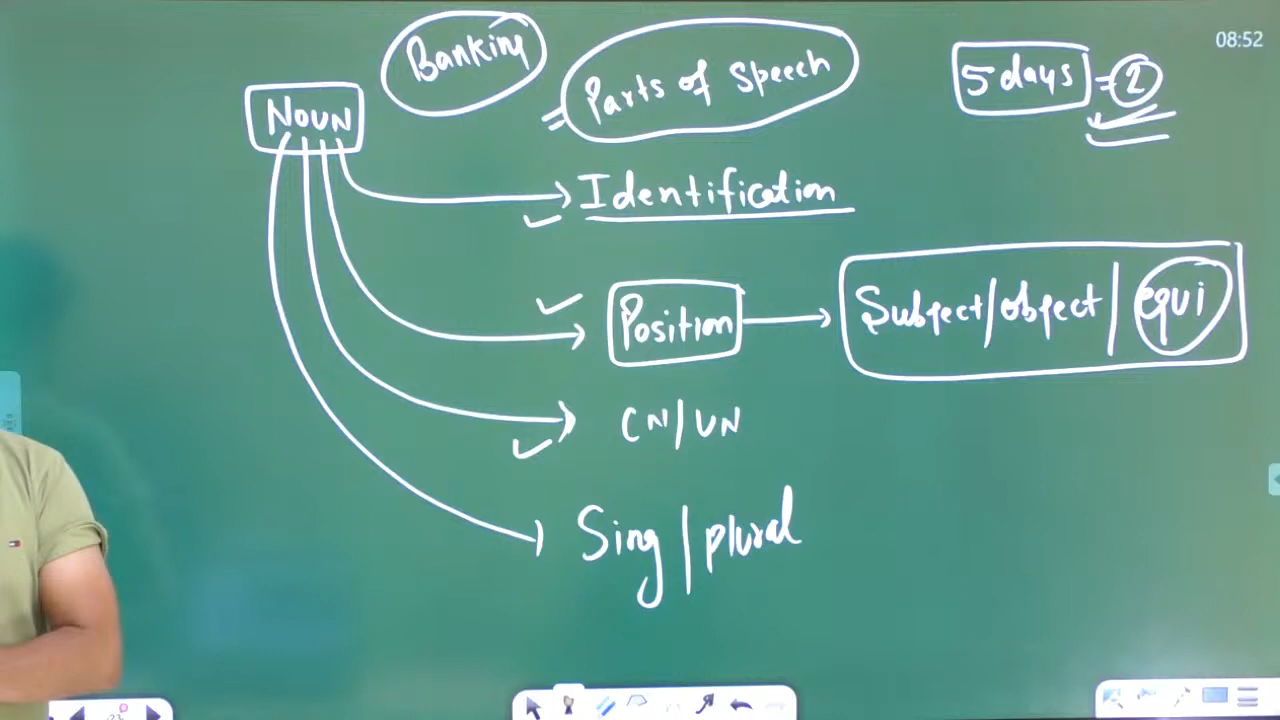 08:52
Banking
Parts of Speech
5 days = 2
NOUN
Identification
Position
Subject/object/equi
CN/UN
Sing/plural